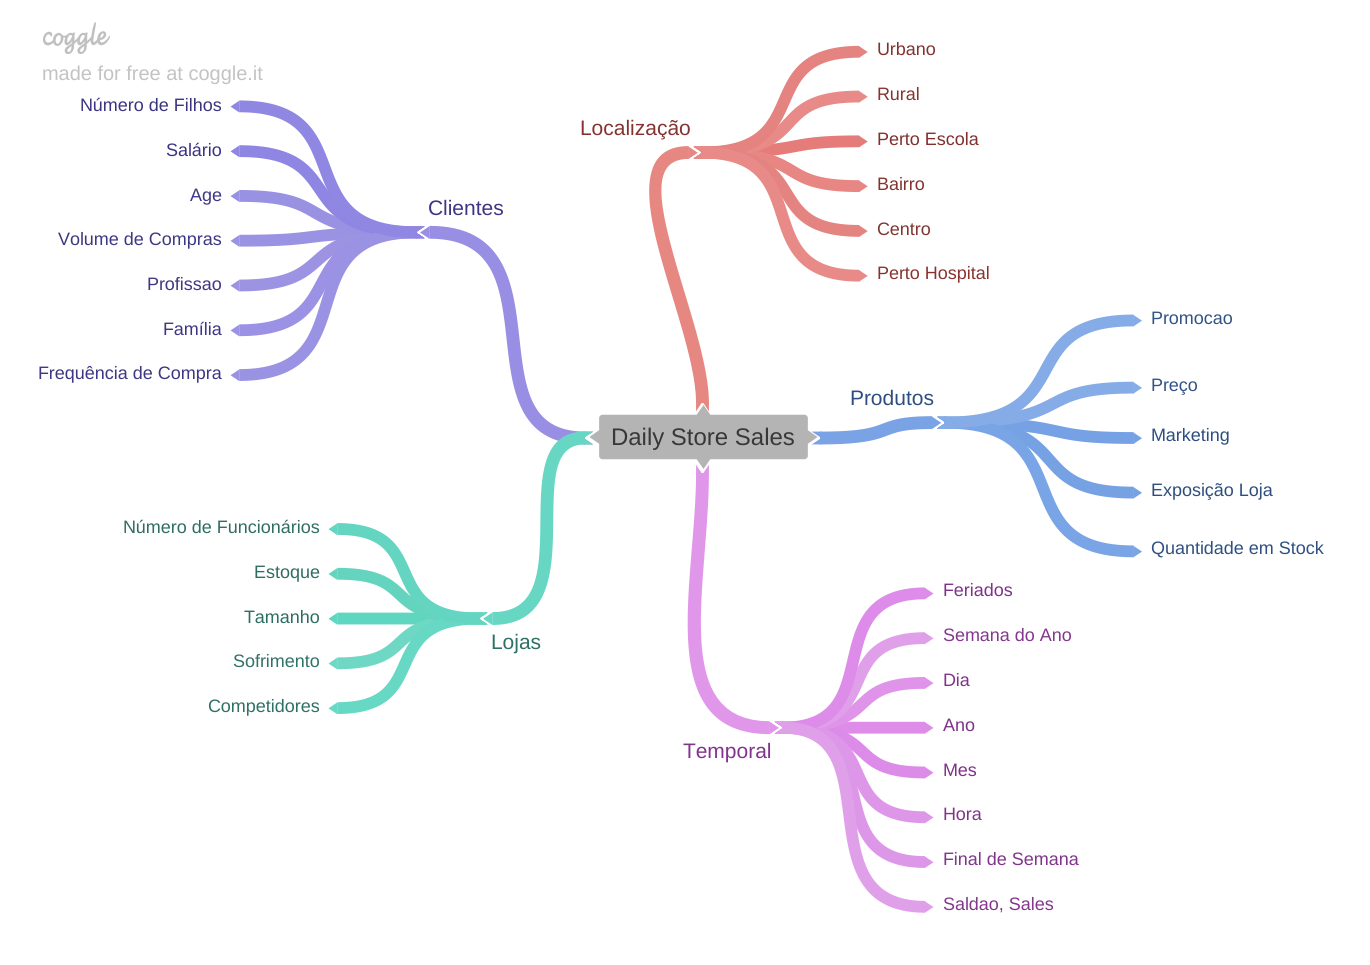 coggle
made for free at coggle.it
Número de Filhos
Salário
Age
Volume de Compras
Profissao
Família
Frequência de Compra
Clientes
Localização
Urbano
Rural
Perto Escola
Bairro
Centro
Perto Hospital
Daily Store Sales
Produtos
Promocao
Preço
Marketing
Exposição Loja
Quantidade em Stock
Número de Funcionários
Estoque
Tamanho
Sofrimento
Competidores
Lojas
Temporal
Feriados
Semana do Ano
Dia
Ano
Mes
Hora
Final de Semana
Saldao, Sales